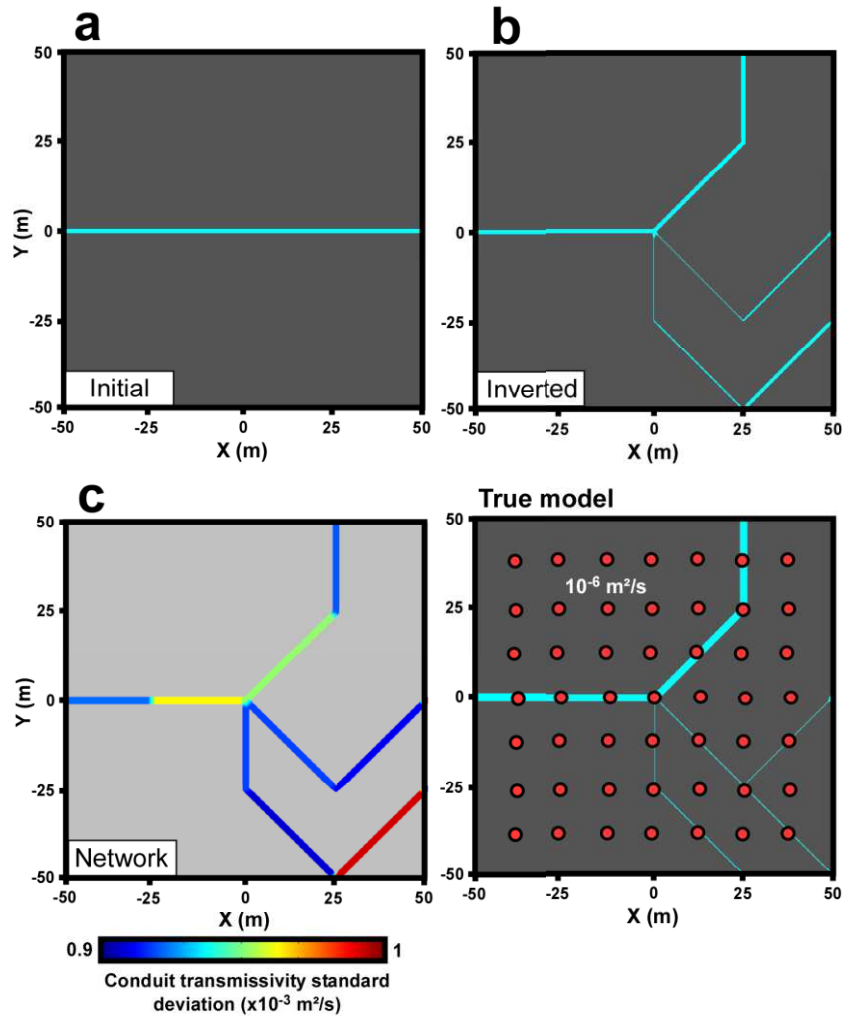 a
b
50
25
0
-25
-50
Y (m)
Initial
-50
-25
0
25
50
X (m)
50
25
0
-25
-50
Inverted
-50
-25
0
25
50
X (m)
c
True model
50
25
0
-25
-50
Y (m)
Network
-50
-25
0
25
50
X (m)
50
25
0
-25
-50
10⁻⁶ m²/s
-50
-25
0
25
50
X (m)
0.9
1
Conduit transmissivity standard
deviation (x10⁻³ m²/s)